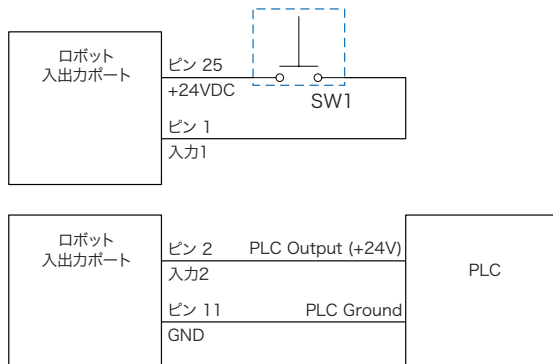 ロボット
入出力ポート
ピン 25
+24VDC
SW1
ピン 1
入力1
ロボット
入出力ポート
ピン 2
PLC Output (+24V)
入力2
PLC
ピン 11
PLC Ground
GND